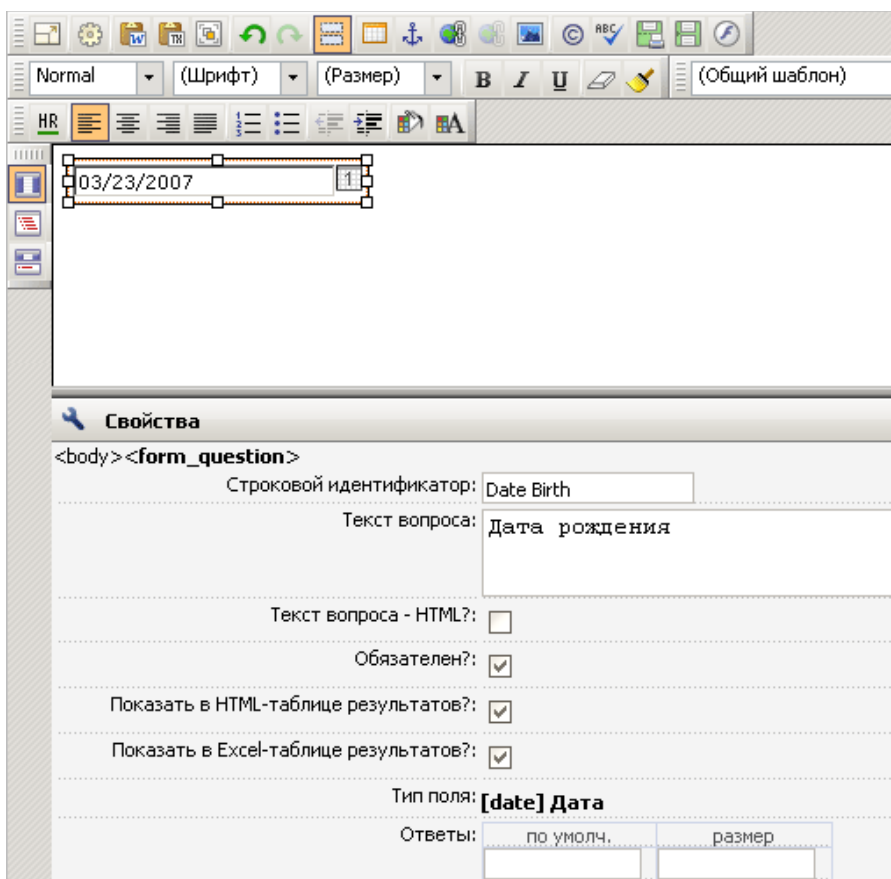 ABC
Normal (Шрифт) (Размер) B I U (Общий шаблон)
HR A
03/23/2007 1
Свойства
<body><form_question>
Строковой идентификатор: Date Birth
Текст вопроса: Дата рождения
Текст вопроса - HTML?:
Обязателен?:
Показать в HTML-таблице результатов?:
Показать в Excel-таблице результатов?:
Тип поля: [date] Дата
Ответы: по умолч. размер